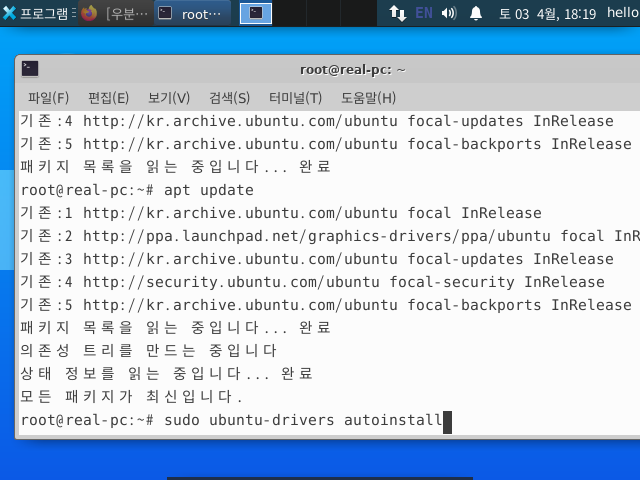 프로그램
[우분···
root···
EN
토 03 4월, 18:19
hello
root@real-pc: ~
파일(F) 편집(E) 보기(V) 검색(S) 터미널(T) 도움말(H)
기존:4 http://kr.archive.ubuntu.com/ubuntu focal-updates InRelease
기존:5 http://kr.archive.ubuntu.com/ubuntu focal-backports InRelease
패키지 목록을 읽는 중입니다... 완료
root@real-pc:~# apt update
기존:1 http://kr.archive.ubuntu.com/ubuntu focal InRelease
기존:2 http://ppa.launchpad.net/graphics-drivers/ppa/ubuntu focal InR
기존:3 http://kr.archive.ubuntu.com/ubuntu focal-updates InRelease
기존:4 http://security.ubuntu.com/ubuntu focal-security InRelease
기존:5 http://kr.archive.ubuntu.com/ubuntu focal-backports InRelease
패키지 목록을 읽는 중입니다... 완료
의존성 트리를 만드는 중입니다
상태 정보를 읽는 중입니다... 완료
모든 패키지가 최신입니다.
root@real-pc:~# sudo ubuntu-drivers autoinstall